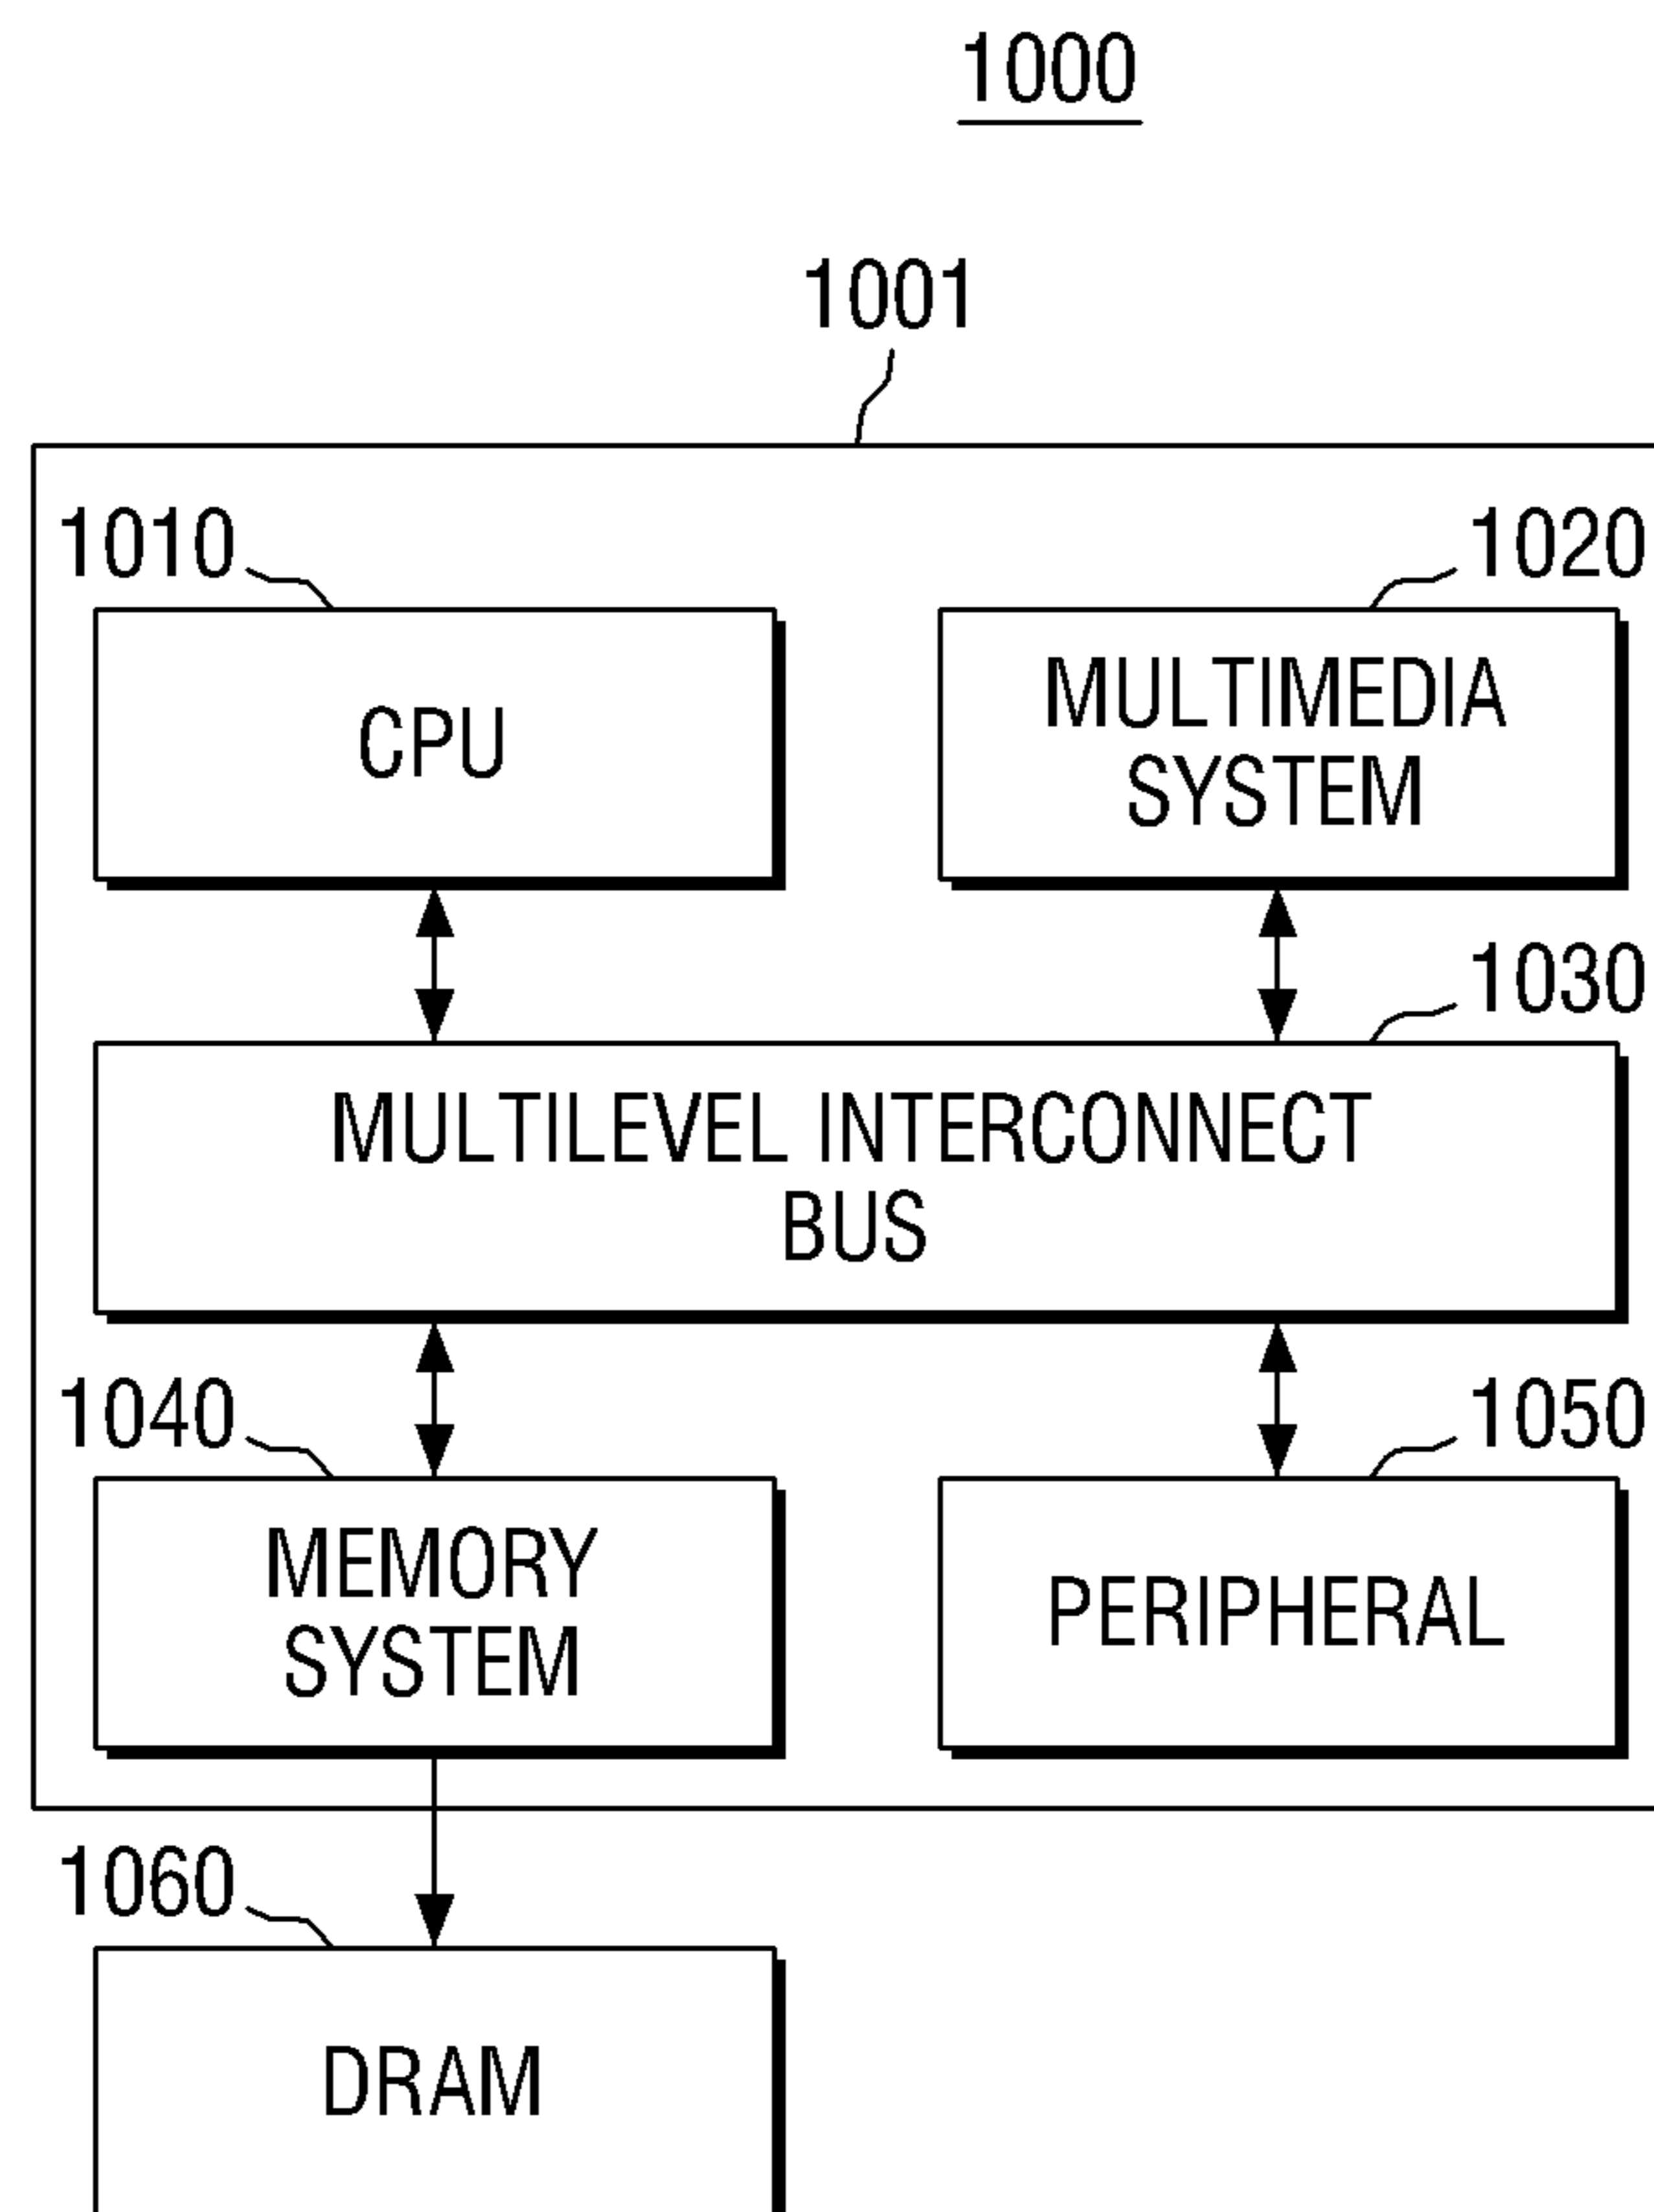 1000
1001
1010
1020
CPU
MULTIMEDIA
SYSTEM
1030
MULTILEVEL INTERCONNECT
BUS
1040
1050
MEMORY
SYSTEM
PERIPHERAL
1060
DRAM